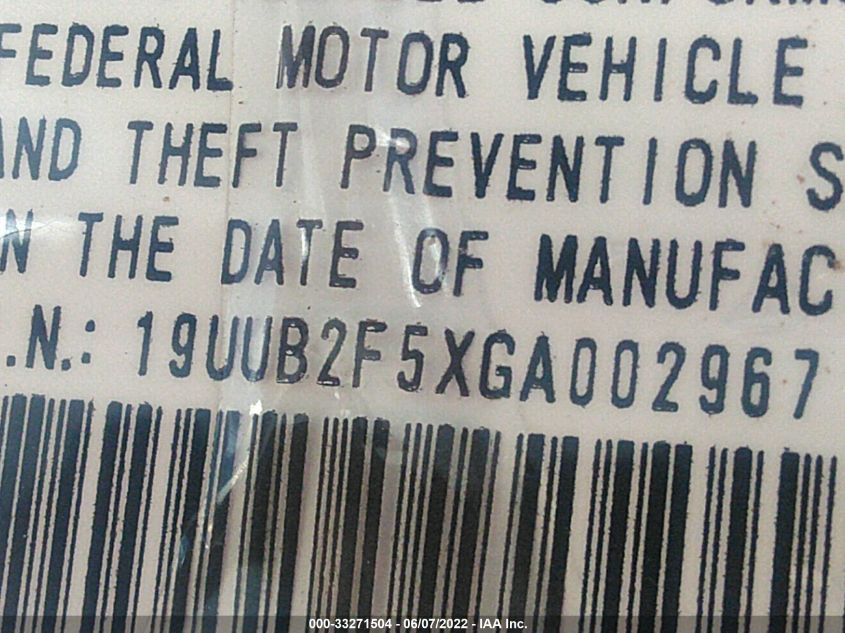 FEDERAL MOTOR VEHICLE
AND THEFT PREVENTION S
N THE DATE OF MANUFAC
.N.: 19UUB2F5XGA002967
000-33271504 - 06/07/2022 - IAA Inc.